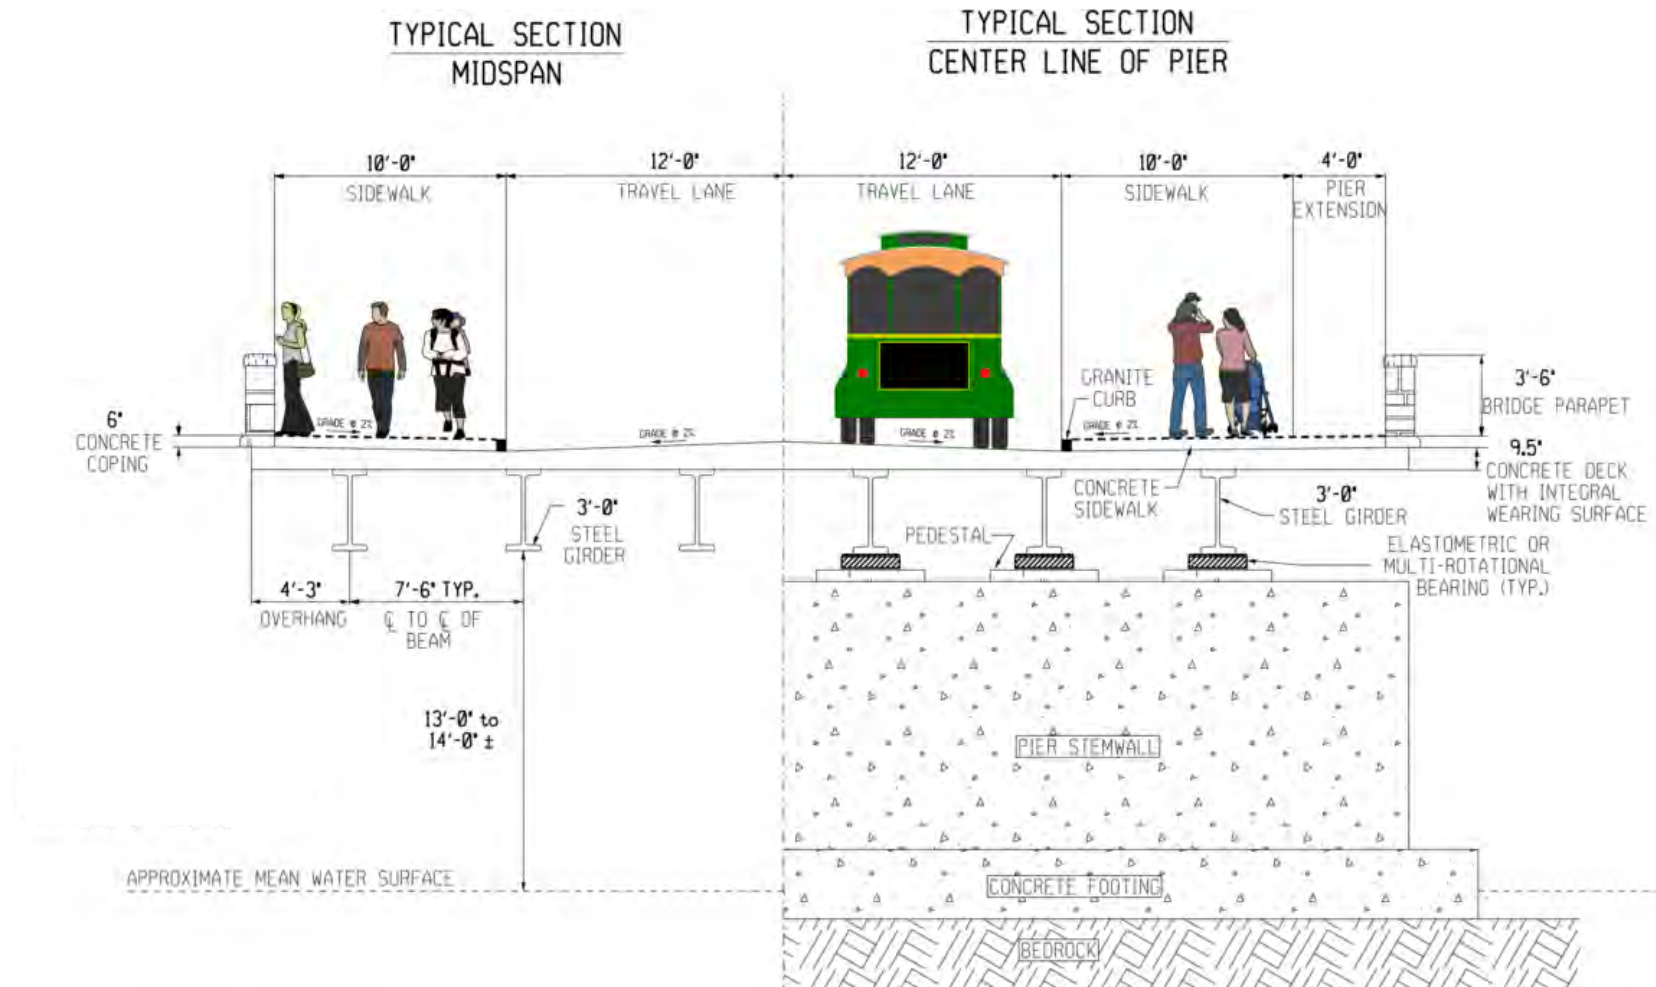 TYPICAL SECTION
MIDSPAN
TYPICAL SECTION
CENTER LINE OF PIER
10'-0"
12'-0"
12'-0"
10'-0"
4'-0"
SIDEWALK
TRAVEL LANE
TRAVEL LANE
SIDEWALK
PIER
EXTENSION
GRANITE
CURB
3'-6"
BRIDGE PARAPET
6"
CONCRETE
COPING
GRADE @ 2%
GRADE @ 2%
GRADE @ 2%
GRADE @ 2%
9.5"
CONCRETE DECK
WITH INTEGRAL
WEARING SURFACE
CONCRETE
SIDEWALK
3'-0"
STEEL GIRDER
3'-0"
STEEL
GIRDER
PEDESTAL
ELASTOMETRIC OR
MULTI-ROTATIONAL
BEARING (TYP.)
4'-3"
OVERHANG
7'-6" TYP.
℄ TO ℄ OF
BEAM
13'-0" to
14'-0" ±
PIER STEMWALL
APPROXIMATE MEAN WATER SURFACE
CONCRETE FOOTING
BEDROCK